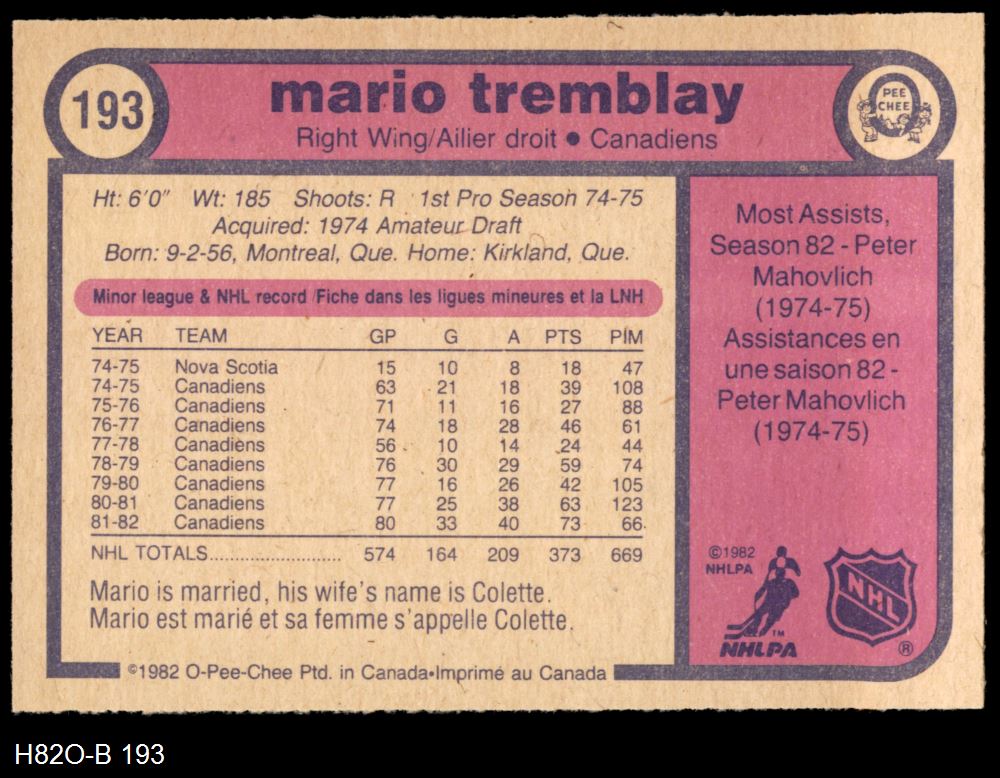 193
mario tremblay
Right Wing/Ailier droit • Canadiens
PEE
CHEE
Ht: 6'0" Wt: 185 Shoots: R 1st Pro Season 74-75
Acquired: 1974 Amateur Draft
Born: 9-2-56, Montreal, Que. Home: Kirkland, Que.
Minor league & NHL record /Fiche dans les ligues mineures et la LNH
YEAR TEAM GP G A PTS PIM
74-75 Nova Scotia 15 10 8 18 47
74-75 Canadiens 63 21 18 39 108
75-76 Canadiens 71 11 16 27 88
76-77 Canadiens 74 18 28 46 61
77-78 Canadiens 56 10 14 24 44
78-79 Canadiens 76 30 29 59 74
79-80 Canadiens 77 16 26 42 105
80-81 Canadiens 77 25 38 63 123
81-82 Canadiens 80 33 40 73 66
NHL TOTALS........................ 574 164 209 373 669
Mario is married, his wife's name is Colette.
Mario est marié et sa femme s'appelle Colette.
©1982 O-Pee-Chee Ptd. in Canada•Imprimé au Canada
Most Assists,
Season 82 - Peter
Mahovlich
(1974-75)
Assistances en
une saison 82 -
Peter Mahovlich
(1974-75)
©1982
NHLPA
TM
NHLPA
NHL
®
H82O-B 193